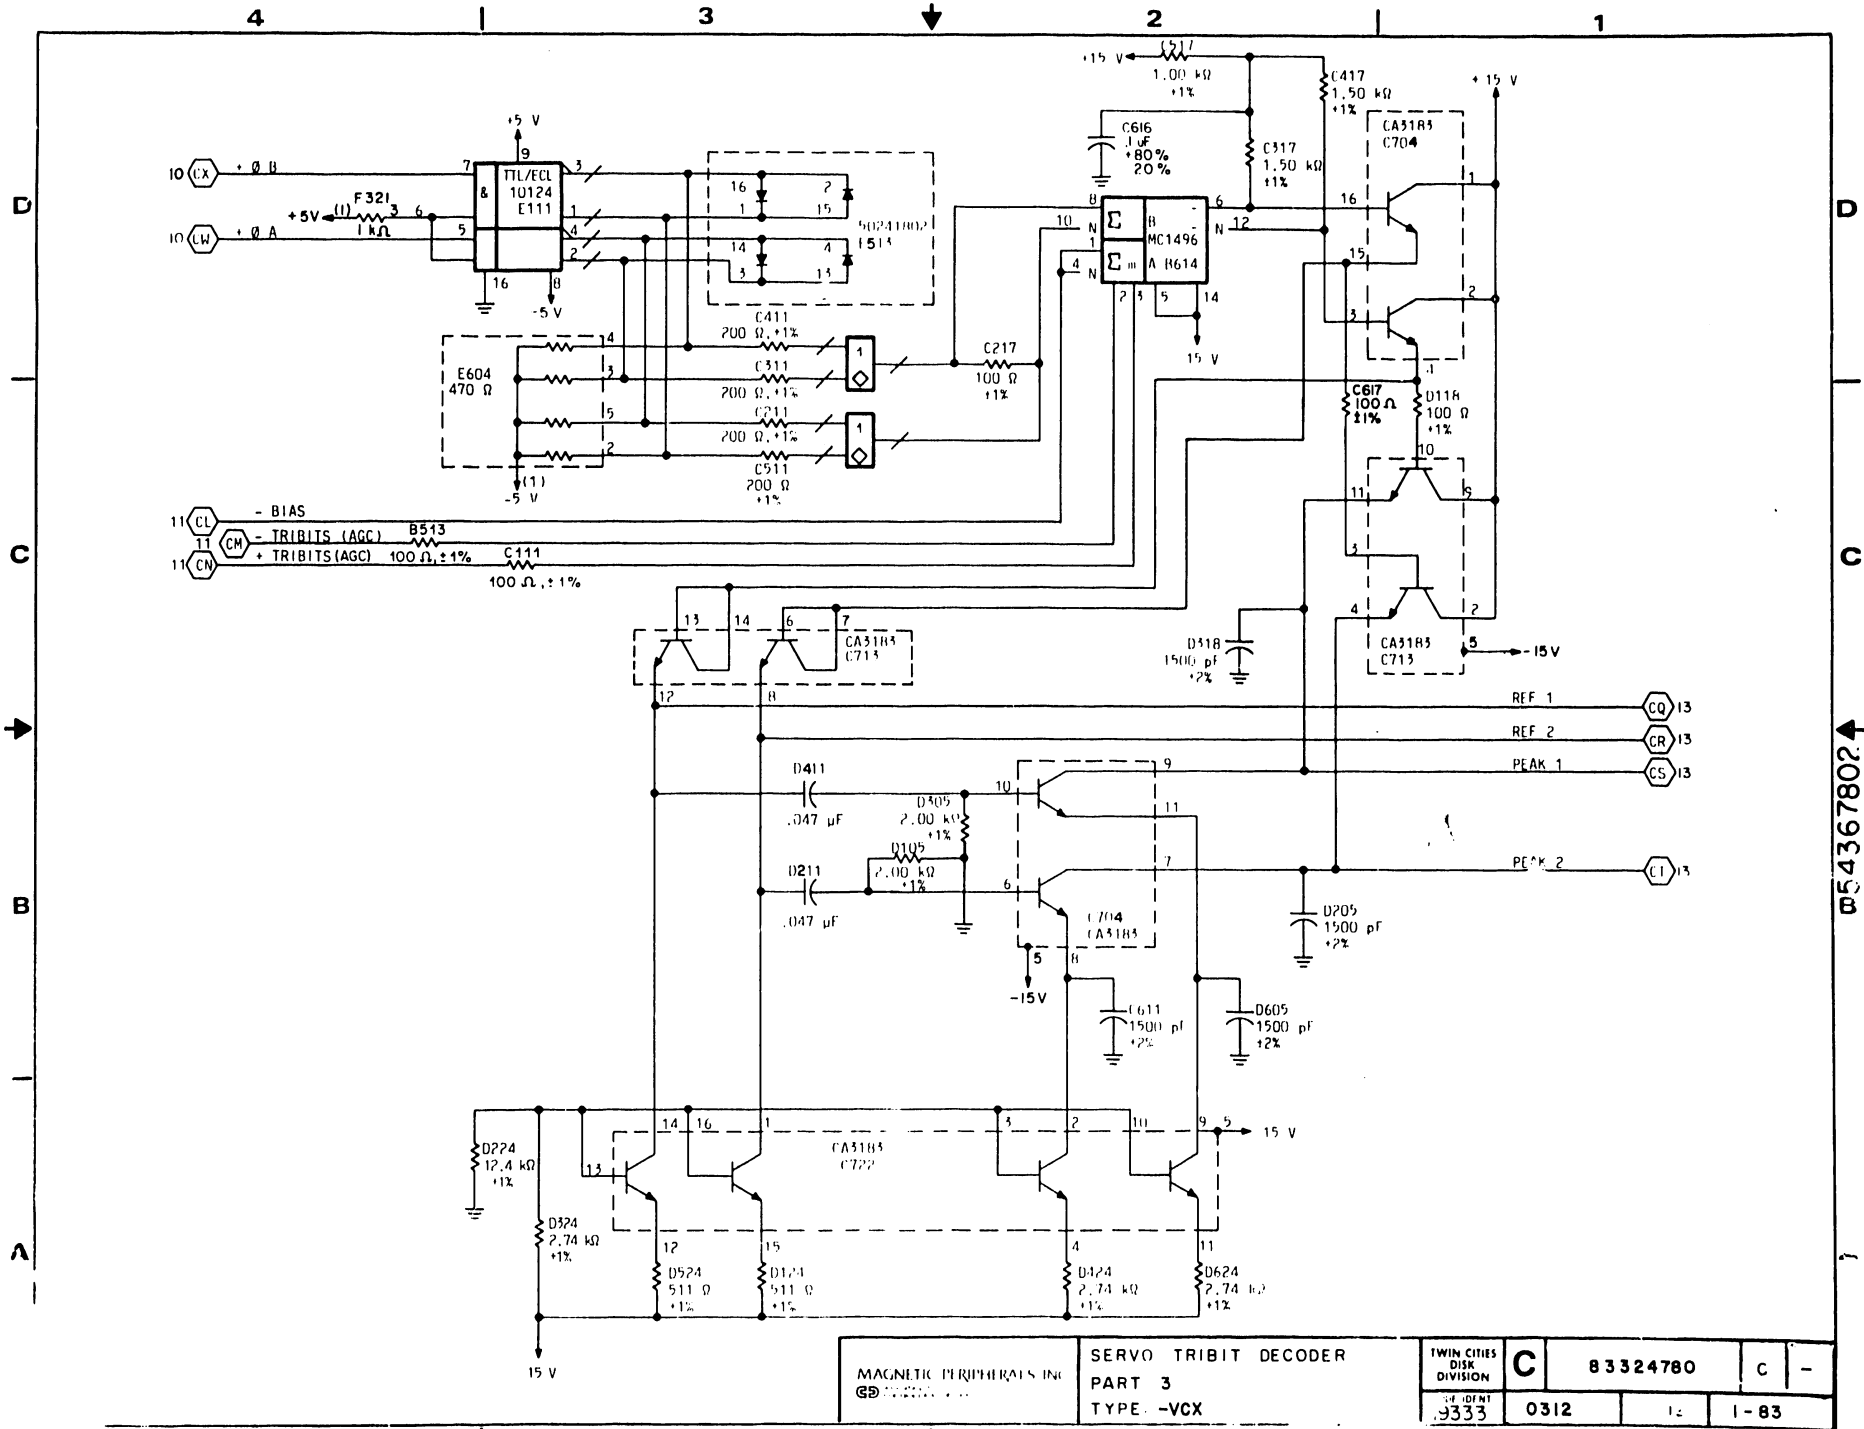 4 3 2 1
+15 V
1.00 kΩ
+1%
C417
1.50 kΩ
+1%
+15 V
+5 V
9
C616
.1 uF
+80%
20%
C317
1.50 kΩ
±1%
CA3183
C704
D
10 CX + Ø B 7
TTL/ECL
10124
E111
&
3
1
4
2
F321
+5V (1) 3 6
1 kΩ
10 CW + Ø A 5
16 8
-5 V
16 2
1 15
14 4
3 13
50241802
E513
8
10 N
1
4 N
Σ B
MC1496
Σ m A B614
- 6
N 12
2 3 5 14
15 V
16 1
15
3 2
4
D
E604
470 Ω
4
3
5
2
(1)
-5 V
C411
200 Ω, ±1%
C311
200 Ω, ±1%
C211
200 Ω, ±1%
C511
200 Ω
±1%
1
1
C217
100 Ω
±1%
C617
100 Ω
±1%
D118
100 Ω
+1%
10
11 9
3
4 2
CA3183
C713
5 -15V
C
11 CL - BIAS
11 CM - TRIBITS (AGC) B513
11 CN + TRIBITS (AGC) 100 Ω, ±1% C111
100 Ω, ±1%
C
13 14 6 7
CA3183
C713
12 8
D318
1500 pF
+2%
REF 1 CQ 13
REF 2 CR 13
PEAK 1 CS 13
D411
.047 µF
D305
2.00 kΩ
+1%
10 9
11
D105
2.00 kΩ
+1%
D211
.047 µF
6 7
PEAK 2 13
C704
CA3183
5 8
-15V
D205
1500 pF
+2%
B
B54367802
C611
1500 pF
+2%
D605
1500 pF
+2%
14 16 1 3 2 10 9 5 15 V
CA3183
C722
13
D224
12.4 kΩ
+1%
D324
2.74 kΩ
+1%
12 15 4 11
D524
511 Ω
+1%
D124
511 Ω
+1%
D424
2.74 kΩ
+1%
D624
2.74 kΩ
+1%
A
15 V
MAGNETIC PERIPHERALS INC
SERVO TRIBIT DECODER
PART 3
TYPE -VCX
TWIN CITIES
DISK
DIVISION
C 83324780 C -
9333 0312 1-83